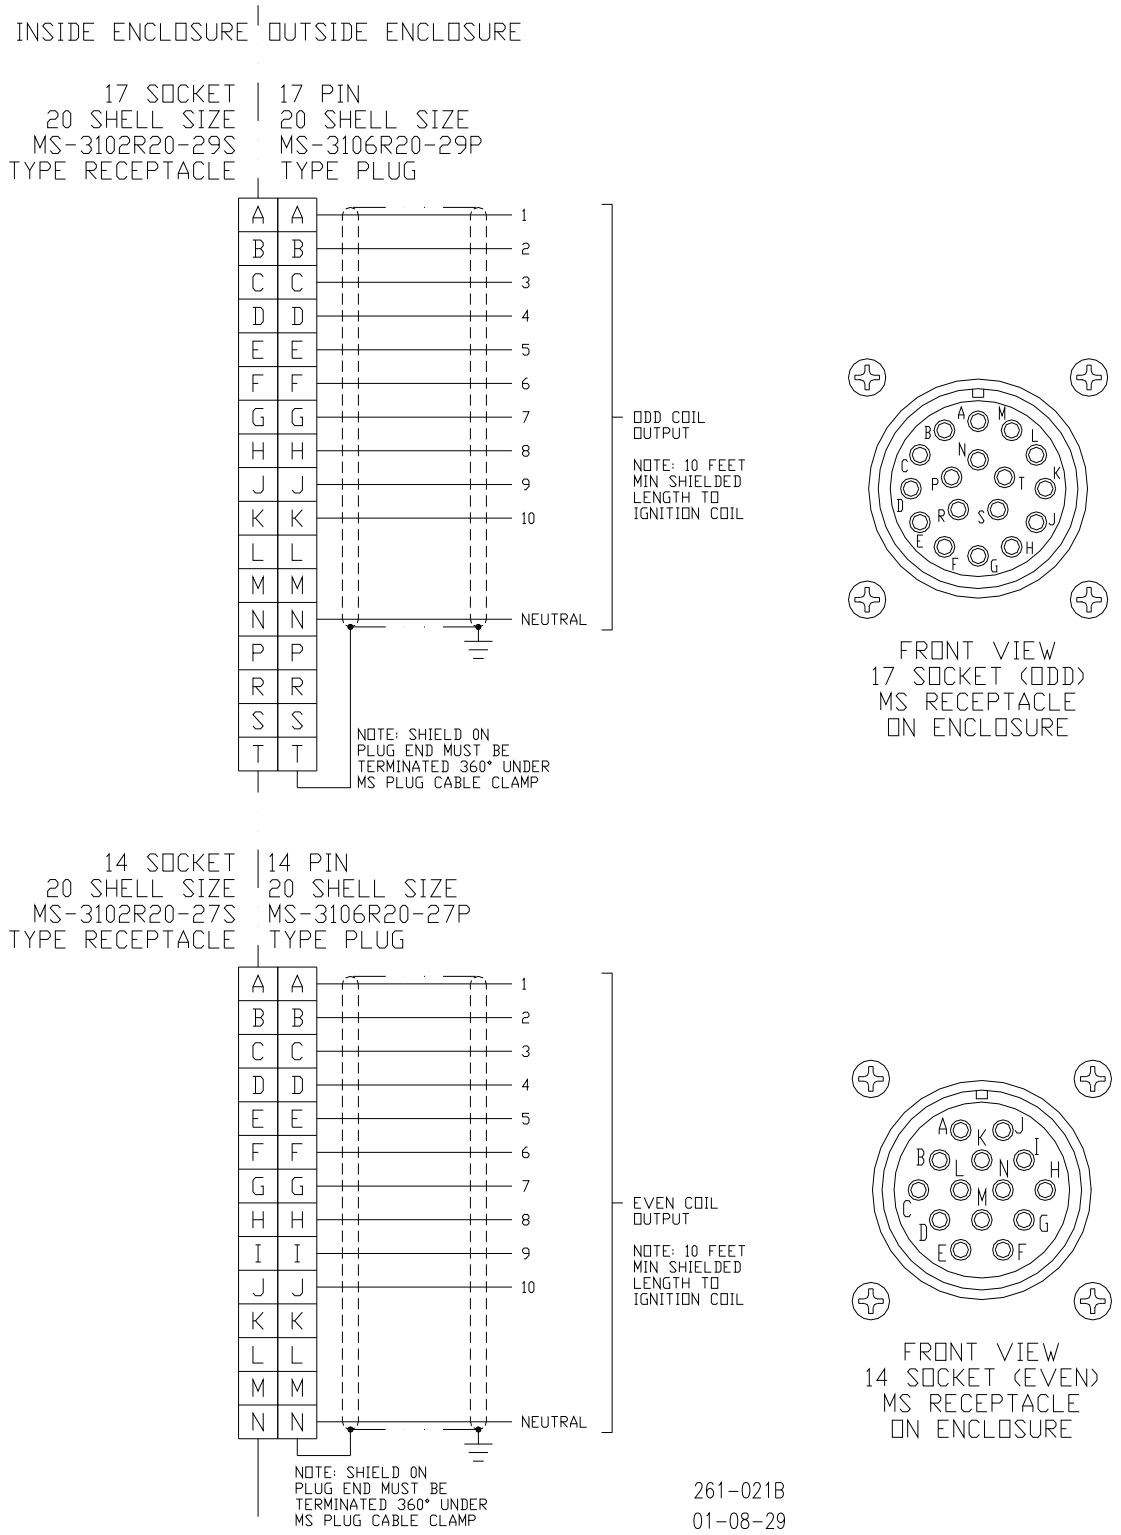 INSIDE ENCLOSURE OUTSIDE ENCLOSURE
17 SOCKET
20 SHELL SIZE
MS-3102R20-29S
TYPE RECEPTACLE
17 PIN
20 SHELL SIZE
MS-3106R20-29P
TYPE PLUG
A A 1
B B 2
C C 3
D D 4
E E 5
F F 6
G G 7
H H 8
J J 9
K K 10
L L
M M
N N NEUTRAL
P P
R R
S S
T T
ODD COIL
OUTPUT
NOTE: 10 FEET
MIN SHIELDED
LENGTH TO
IGNITION COIL
NOTE: SHIELD ON
PLUG END MUST BE
TERMINATED 360° UNDER
MS PLUG CABLE CLAMP
A M
B L
N
C K
P T
D
R S J
E H
F G
FRONT VIEW
17 SOCKET (ODD)
MS RECEPTACLE
ON ENCLOSURE
14 SOCKET
20 SHELL SIZE
MS-3102R20-27S
TYPE RECEPTACLE
14 PIN
20 SHELL SIZE
MS-3106R20-27P
TYPE PLUG
A A 1
B B 2
C C 3
D D 4
E E 5
F F 6
G G 7
H H 8
I I 9
J J 10
K K
L L
M M
N N NEUTRAL
EVEN COIL
OUTPUT
NOTE: 10 FEET
MIN SHIELDED
LENGTH TO
IGNITION COIL
NOTE: SHIELD ON
PLUG END MUST BE
TERMINATED 360° UNDER
MS PLUG CABLE CLAMP
A K J
B I
L N H
C M
D G
E F
FRONT VIEW
14 SOCKET (EVEN)
MS RECEPTACLE
ON ENCLOSURE
261-021B
01-08-29